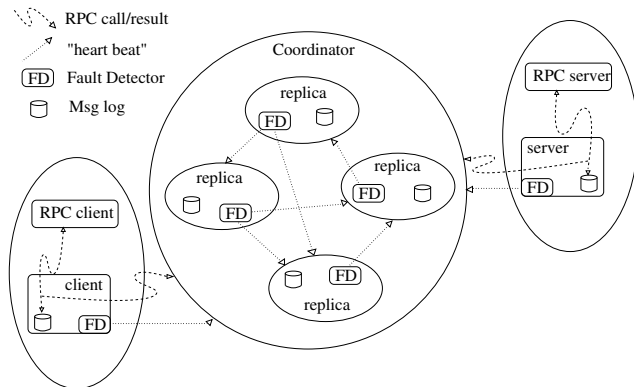 RPC call/result
"heart beat"
FD Fault Detector
Msg log
Coordinator
replica
FD
replica
FD
replica
FD
FD
replica
RPC server
server
FD
RPC client
client
FD